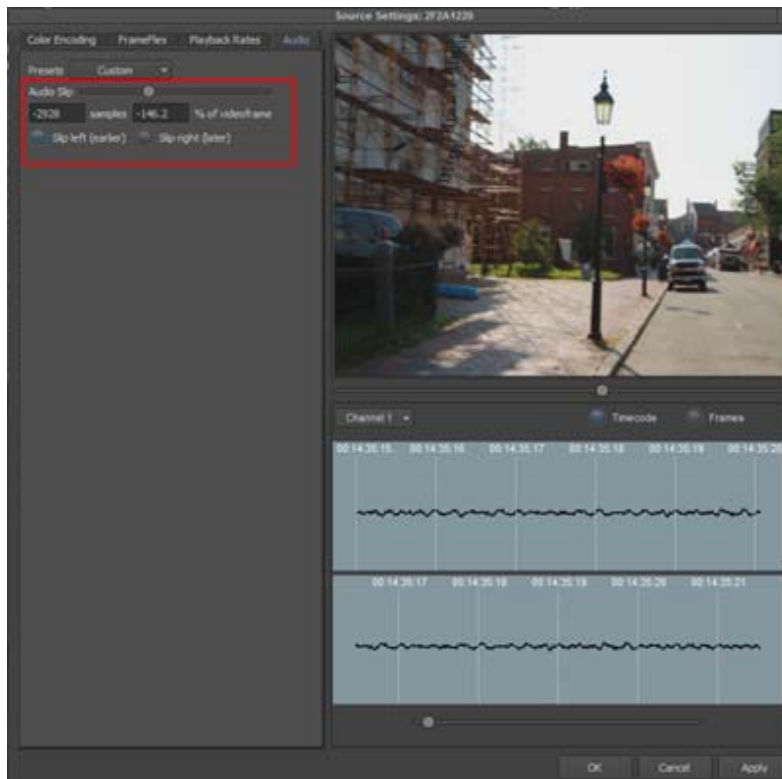 Source Settings: 2F2A1220
Color Encoding FrameFlex Playback Rates Audio
Presets Custom
Audio Slip
-2928 samples -146.2 % of videoframe
Slip left (earlier) Slip right (later)
Channel 1 Timecode Frames
00:14:35:15 00:14:35:16 00:14:35:17 00:14:35:18 00:14:35:19 00:14:35:20
00:14:35:17 00:14:35:18 00:14:35:19 00:14:35:20 00:14:35:21
OK Cancel Apply